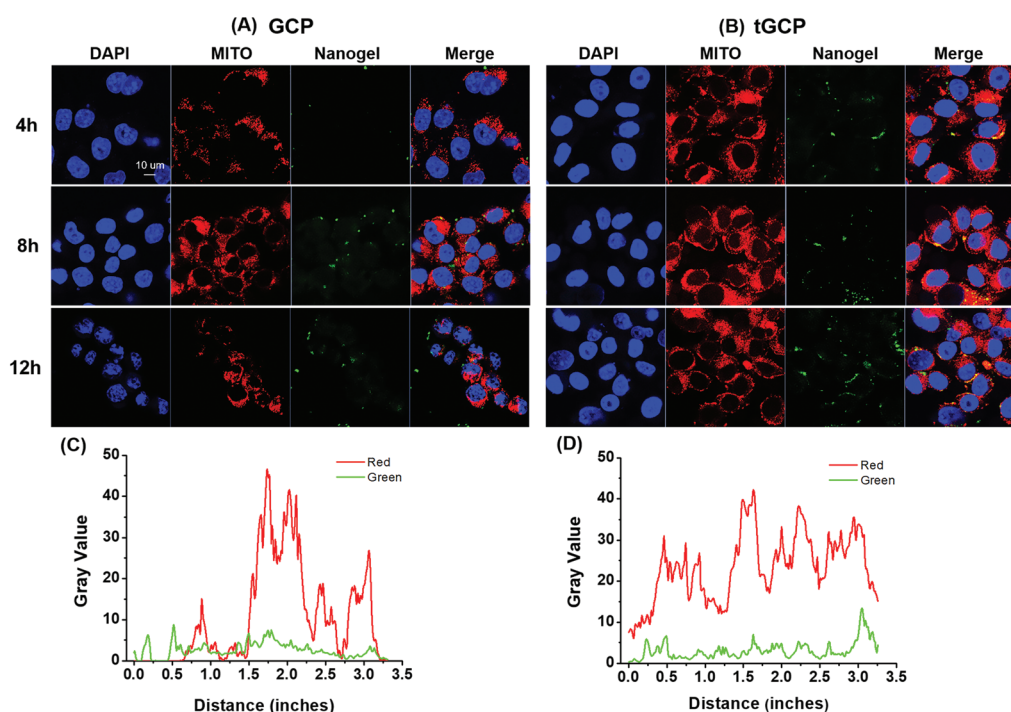 (A) GCP
(B) tGCP
DAPI MITO Nanogel Merge
DAPI MITO Nanogel Merge
4h
10 um
8h
12h
(C)
50
40
30
20
10
0
Gray Value
Red
Green
0.0 0.5 1.0 1.5 2.0 2.5 3.0 3.5
Distance (inches)
(D)
50
40
30
20
10
0
Gray Value
Red
Green
0.0 0.5 1.0 1.5 2.0 2.5 3.0 3.5
Distance (inches)